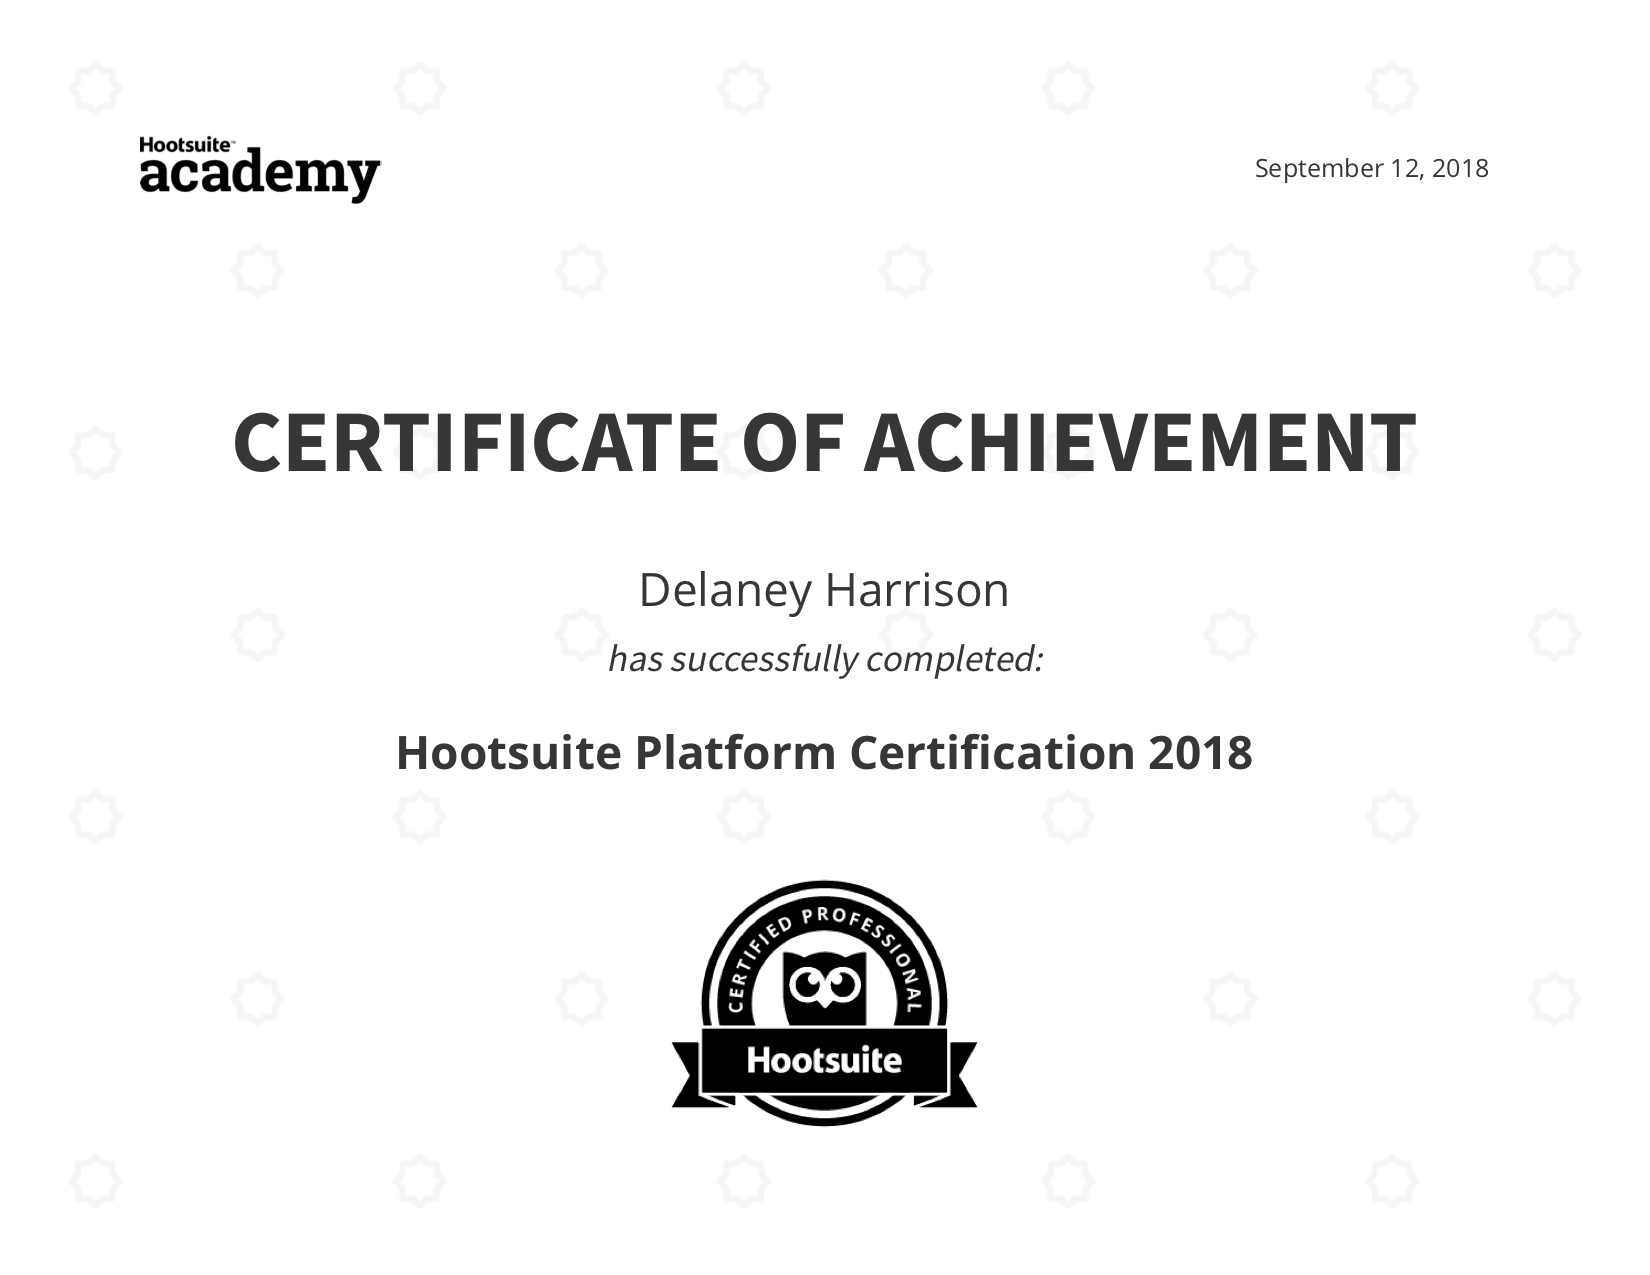 Hootsuite™
academy
September 12, 2018
CERTIFICATE OF ACHIEVEMENT
Delaney Harrison
has successfully completed:
Hootsuite Platform Certification 2018
CERTIFIED PROFESSIONAL
Hootsuite